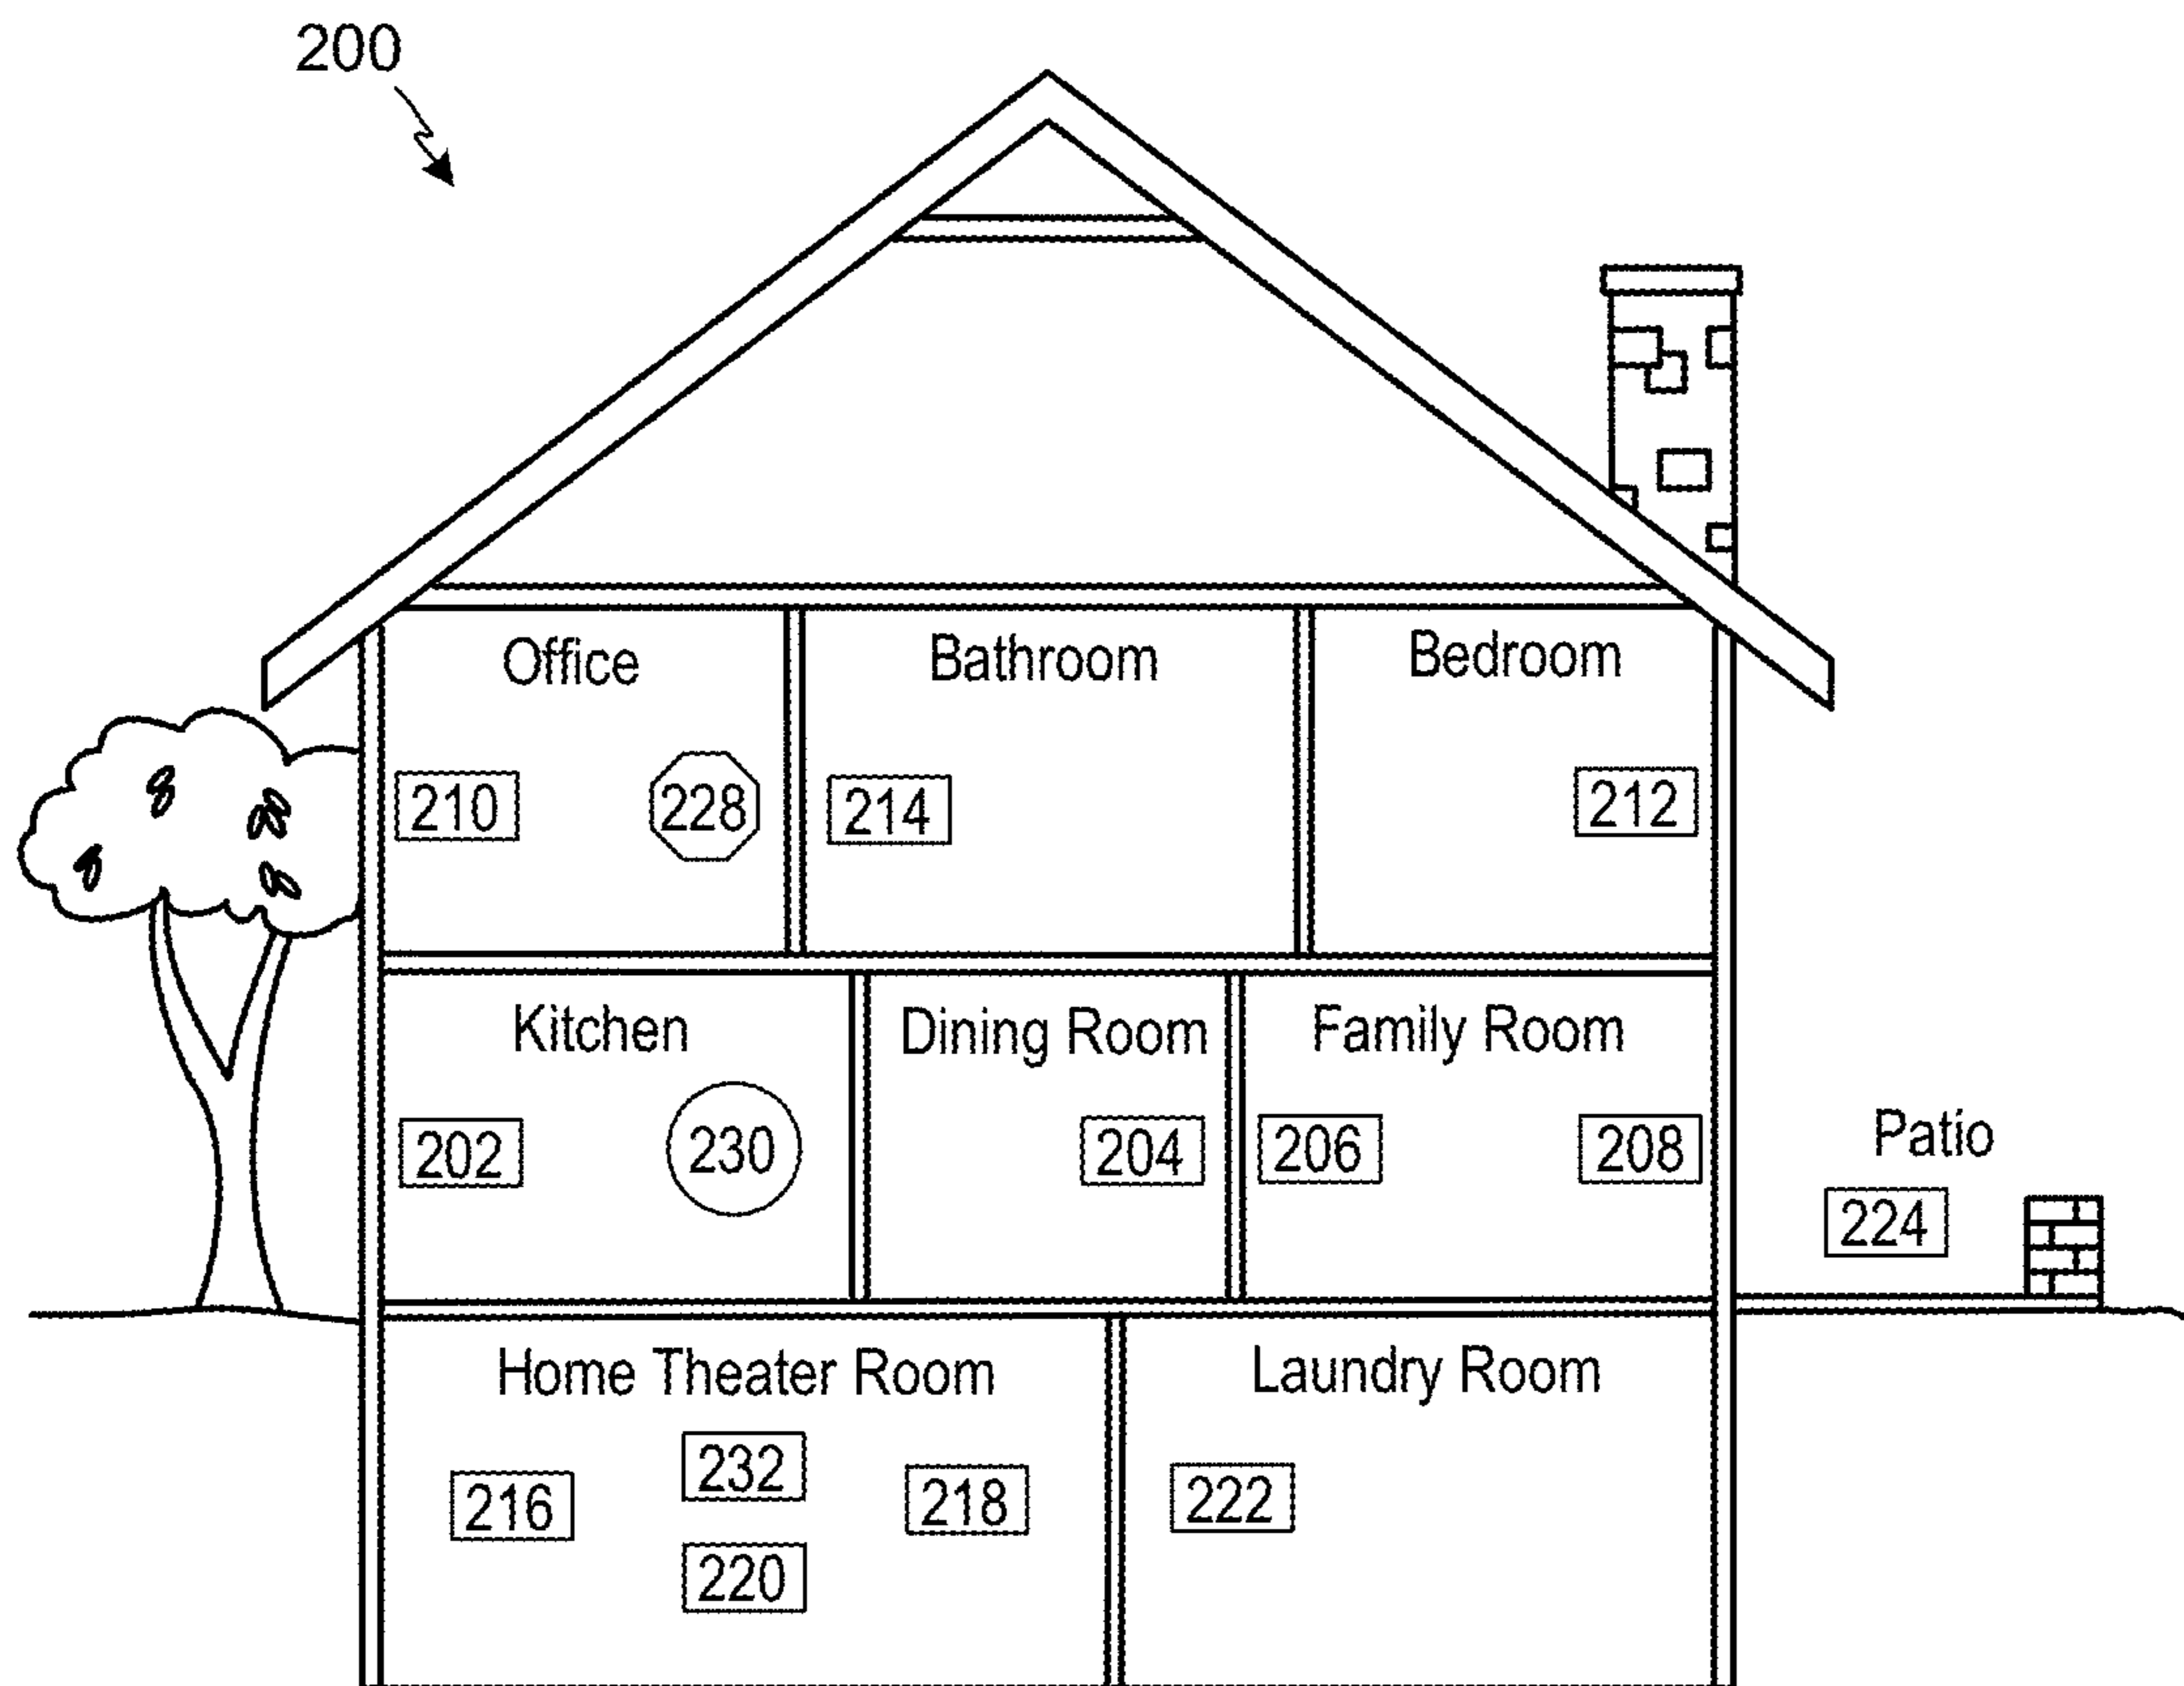 200
Office
Bathroom
Bedroom
210
228
214
212
Kitchen
Dining Room
Family Room
202
230
204
206
208
Patio
224
Home Theater Room
Laundry Room
216
232
218
220
222